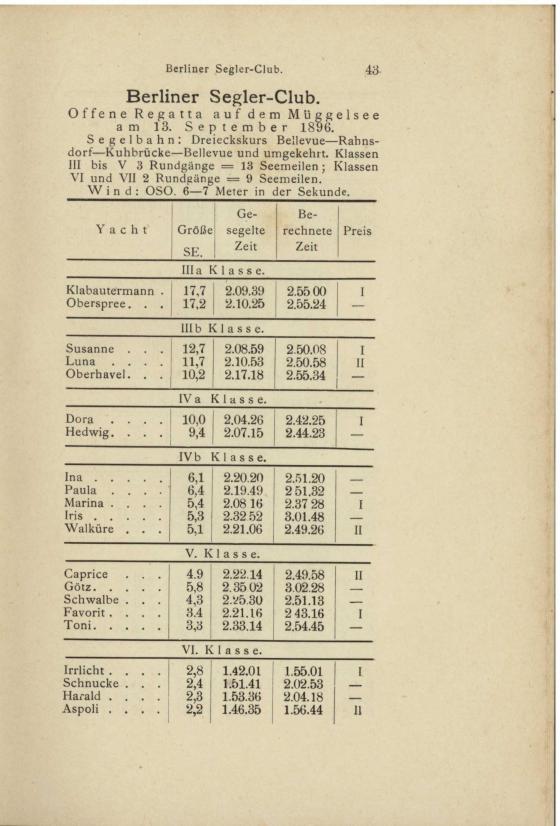 Berliner Segler-Club. 43
Berliner Segler-Club.
Offene Regatta auf dem Müggelsee
am 13. September 1896.
Segelbahn: Dreieckskurs Bellevue—Rahns-
dorf—Kuhbrücke—Bellevue und umgekehrt. Klassen
III bis V 3 Rundgänge = 13 Seemeilen; Klassen
VI und VII 2 Rundgänge = 9 Seemeilen.
Wind: OSO. 6—7 Meter in der Sekunde.
Yacht Größe SE. Ge-segelte Zeit Be-rechnete Zeit Preis
IIIa Klasse.
Klabautermann . 17,7 2.09.39 2.55 00 I
Oberspree. . . 17,2 2.10.25 2.55.24 —
IIIb Klasse.
Susanne . . . 12,7 2.08.59 2.50.08 I
Luna . . . . 11,7 2.10.53 2.50.58 II
Oberhavel. . . 10,2 2.17.18 2.55.34 —
IVa Klasse.
Dora . . . . 10,0 2,04.26 2.42.25 I
Hedwig. . . . 9,4 2.07.15 2.44.23 —
IVb Klasse.
Ina . . . . . 6,1 2.20.20 2.51.20 —
Paula . . . . 6,4 2.19.49 2 51.32 —
Marina . . . . 5,4 2.08 16 2.37 28 I
Iris . . . . . 5,3 2.32 52 3.01.48 —
Walküre . . . 5,1 2.21.06 2.49.26 II
V. Klasse.
Caprice . . . 4.9 2.22.14 2,49.58 II
Götz. . . . . 5,8 2.35 02 3.02.28 —
Schwalbe . . . 4,3 2.25.30 2.51.13 —
Favorit . . . . 3.4 2.21.16 2 43.16 I
Toni. . . . . 3,3 2.33.14 2.54.45 —
VI. Klasse.
Irrlicht . . . . 2,8 1.42.01 1.55.01 I
Schnucke . . . 2,4 1.51.41 2.02.53 —
Harald . . . . 2,3 1.53.36 2.04.18 —
Aspoli . . . . 2,2 1.46.35 1.56.44 II